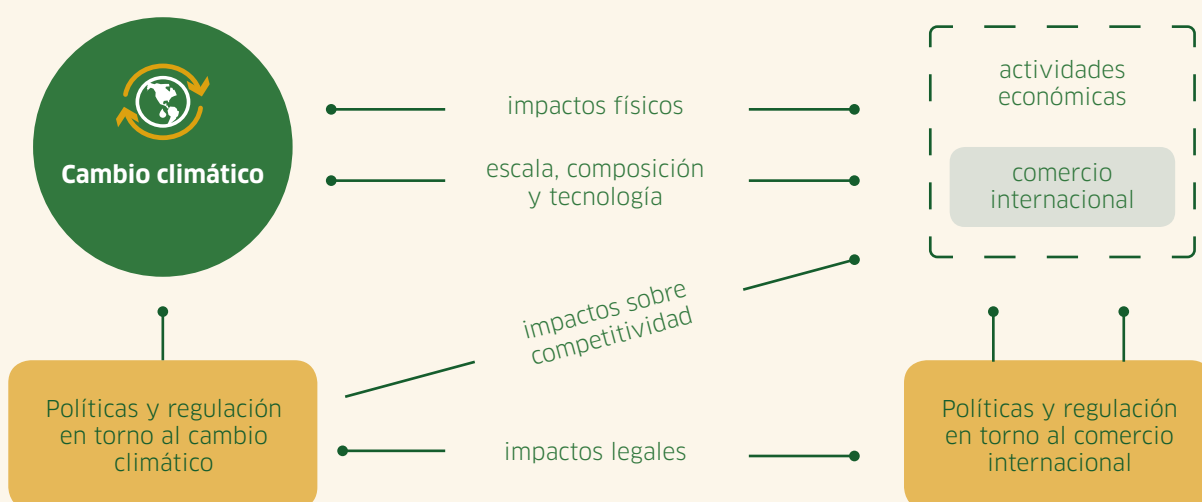 Cambio climático
impactos físicos
escala, composición
y tecnología
actividades
económicas
comercio
internacional
impactos sobre
competitividad
Políticas y regulación
en torno al cambio
climático
impactos legales
Políticas y regulación
en torno al comercio
internacional